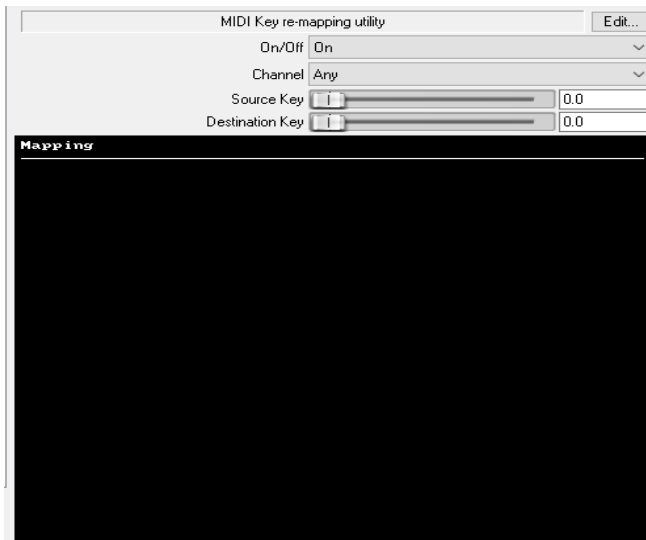 MIDI Key re-mapping utility Edit...
On/Off On
Channel Any
Source Key 0.0
Destination Key 0.0
Mapping